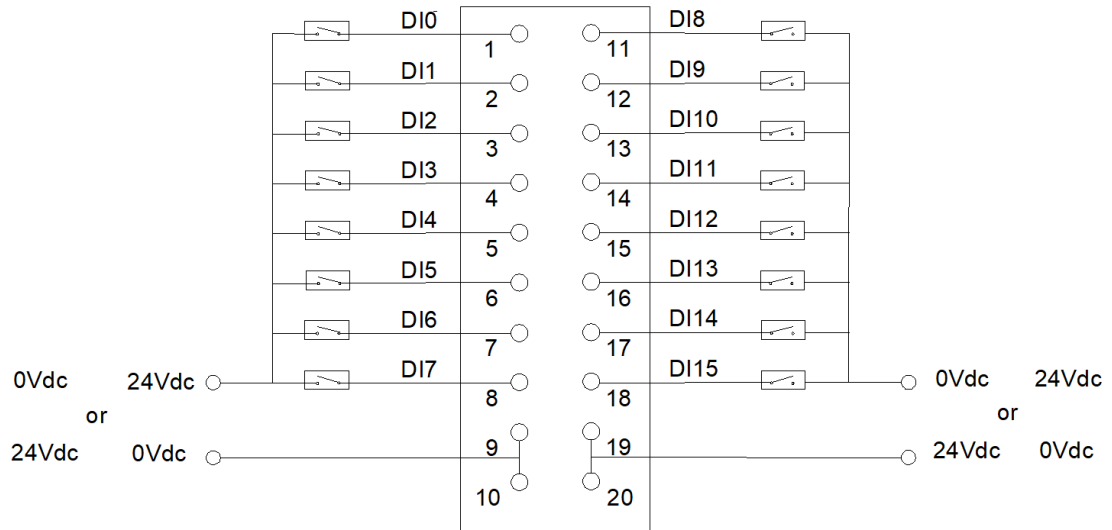 DI0 DI8
1 11
DI1 DI9
2 12
DI2 DI10
3 13
DI3 DI11
4 14
DI4 DI12
5 15
DI5 DI13
6 16
DI6 DI14
7 17
0Vdc 24Vdc DI7 DI15 0Vdc 24Vdc
8 18
or or
24Vdc 0Vdc 9 19 24Vdc 0Vdc
10 20